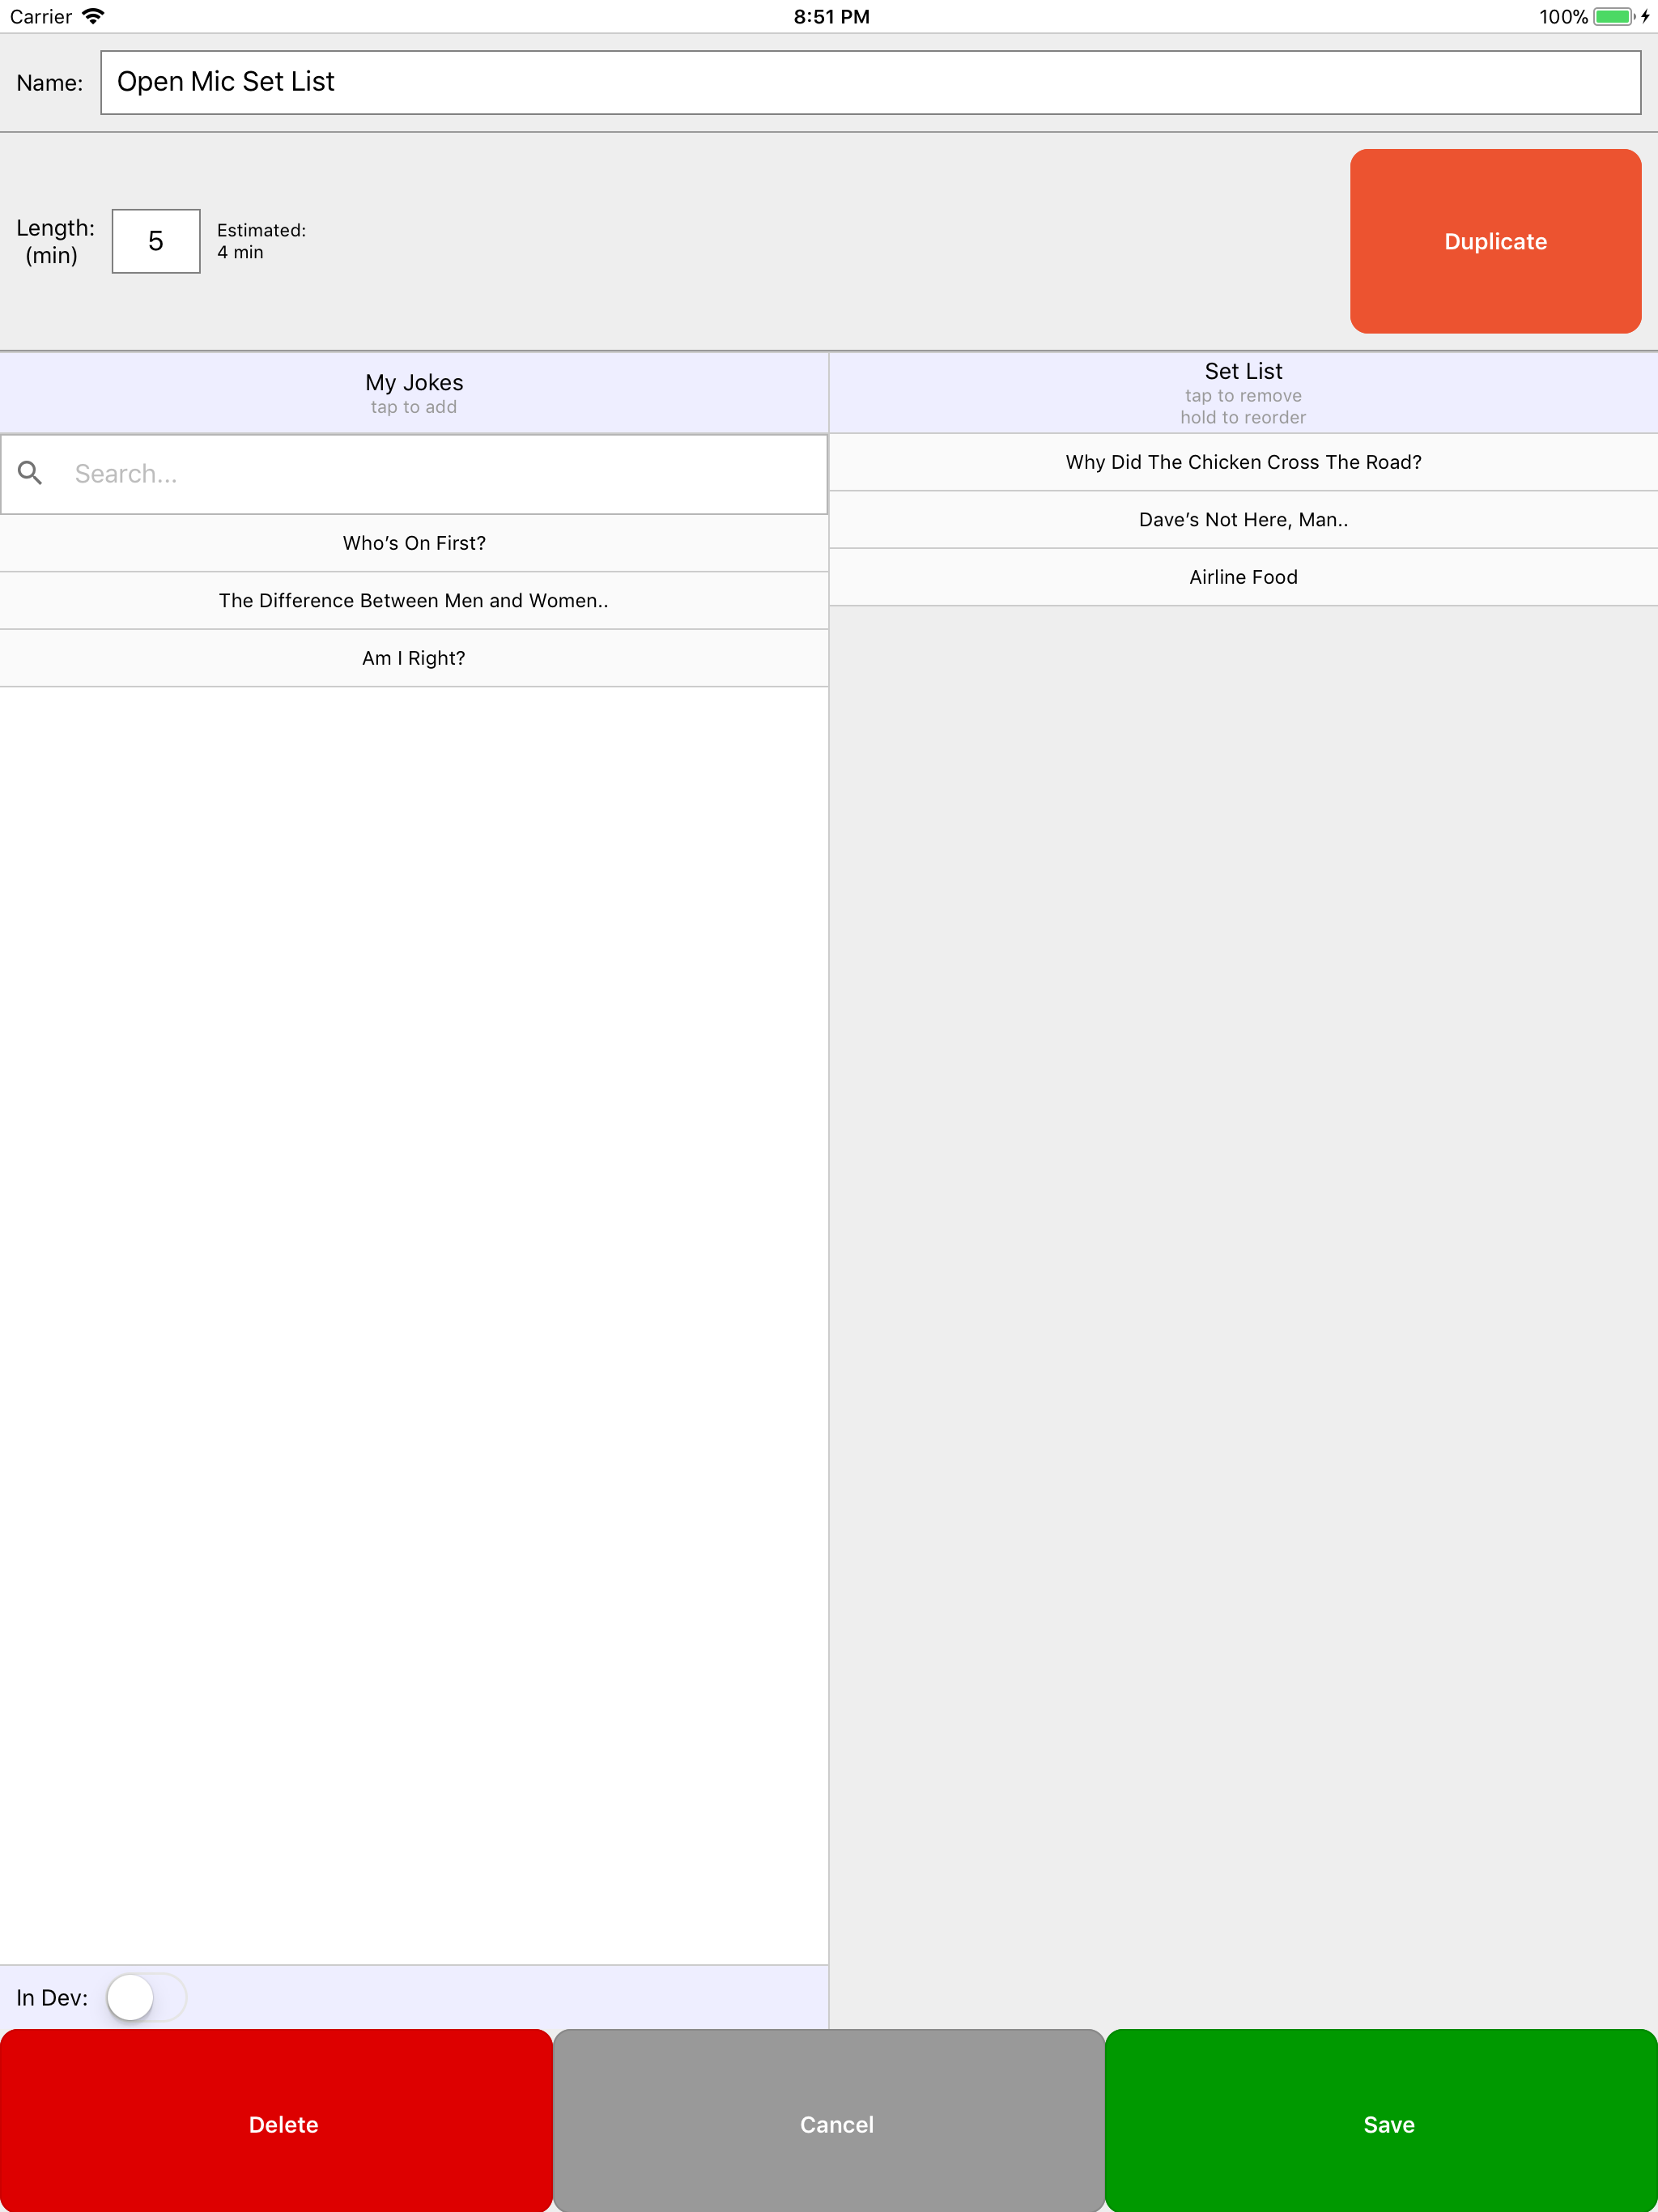 Carrier
8:51 PM
100%
Name:
Open Mic Set List
Length:
(min)
5
Estimated:
4 min
Duplicate
My Jokes
tap to add
Search...
Who’s On First?
The Difference Between Men and Women..
Am I Right?
Set List
tap to remove
hold to reorder
Why Did The Chicken Cross The Road?
Dave’s Not Here, Man..
Airline Food
In Dev:
Delete
Cancel
Save